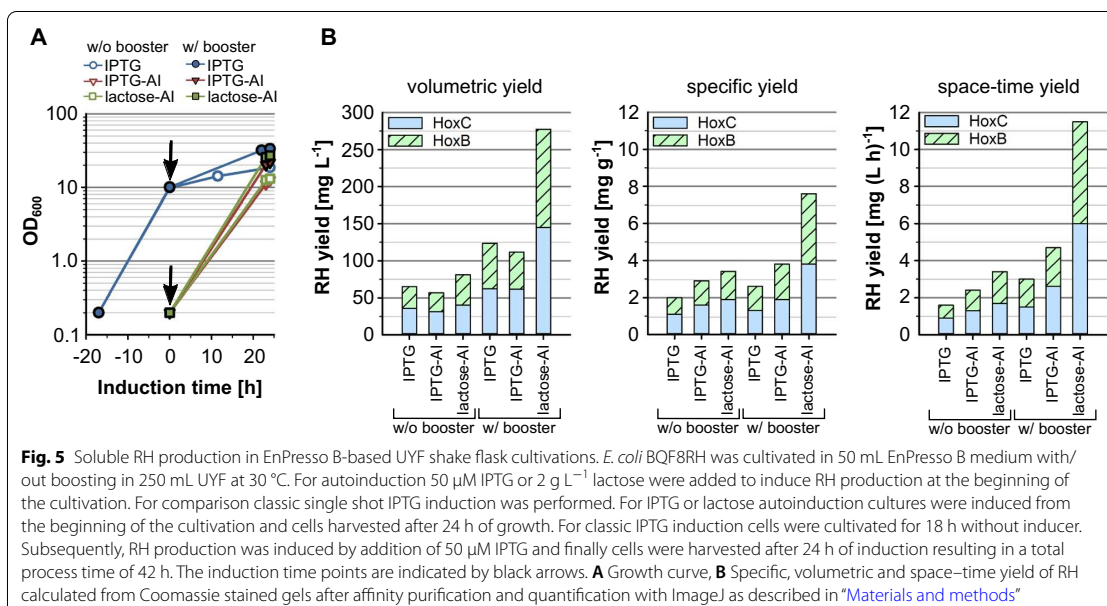 A
w/o booster w/ booster
IPTG IPTG
IPTG-AI IPTG-AI
lactose-AI lactose-AI
100
10
1.0
0.1
OD600
-20 -10 0 10 20
Induction time [h]
B
volumetric yield
HoxC
HoxB
300
250
200
150
100
50
0
RH yield [mg L⁻¹]
IPTG IPTG-AI lactose-AI IPTG IPTG-AI lactose-AI
w/o booster w/ booster
specific yield
HoxC
HoxB
12
10
8
6
4
2
0
RH yield [mg g⁻¹]
IPTG IPTG-AI lactose-AI IPTG IPTG-AI lactose-AI
w/o booster w/ booster
space-time yield
HoxC
HoxB
12
10
8
6
4
2
0
RH yield [mg (L h)⁻¹]
IPTG IPTG-AI lactose-AI IPTG IPTG-AI lactose-AI
w/o booster w/ booster
Fig. 5 Soluble RH production in EnPresso B-based UYF shake flask cultivations. E. coli BQF8RH was cultivated in 50 mL EnPresso B medium with/
out boosting in 250 mL UYF at 30 °C. For autoinduction 50 µM IPTG or 2 g L⁻¹ lactose were added to induce RH production at the beginning of
the cultivation. For comparison classic single shot IPTG induction was performed. For IPTG or lactose autoinduction cultures were induced from
the beginning of the cultivation and cells harvested after 24 h of growth. For classic IPTG induction cells were cultivated for 18 h without inducer.
Subsequently, RH production was induced by addition of 50 µM IPTG and finally cells were harvested after 24 h of induction resulting in a total
process time of 42 h. The induction time points are indicated by black arrows. A Growth curve, B Specific, volumetric and space–time yield of RH
calculated from Coomassie stained gels after affinity purification and quantification with ImageJ as described in “Materials and methods”